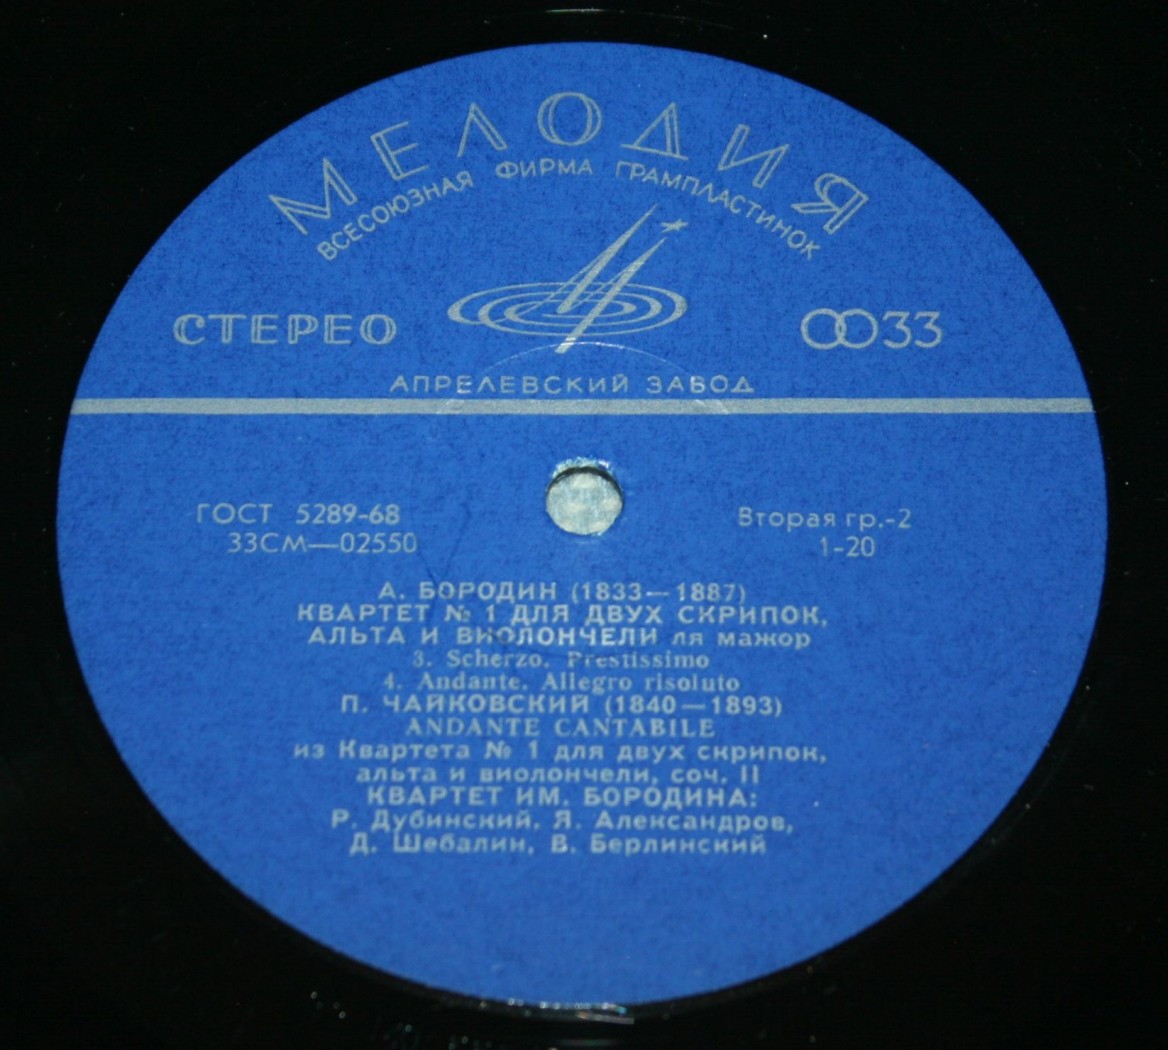 МЕЛОДИЯ
ВСЕСОЮЗНАЯ ФИРМА ГРАМПЛАСТИНОК
СТЕРЕО
33
АПРЕЛЕВСКИЙ ЗАВОД
ГОСТ 5289-68
33СМ—02550
Вторая гр.-2
1-20
А. БОРОДИН (1833—1887)
КВАРТЕТ № 1 ДЛЯ ДВУХ СКРИПОК,
АЛЬТА И ВИОЛОНЧЕЛИ ля мажор
3. Scherzo. Prestissimo
4. Andante. Allegro risoluto
П. ЧАЙКОВСКИЙ (1840—1893)
ANDANTE CANTABILE
из Квартета № 1 для двух скрипок,
альта и виолончели, соч. II
КВАРТЕТ ИМ. БОРОДИНА:
Р. Дубинский, Я. Александров,
Д. Шебалин, В. Берлинский